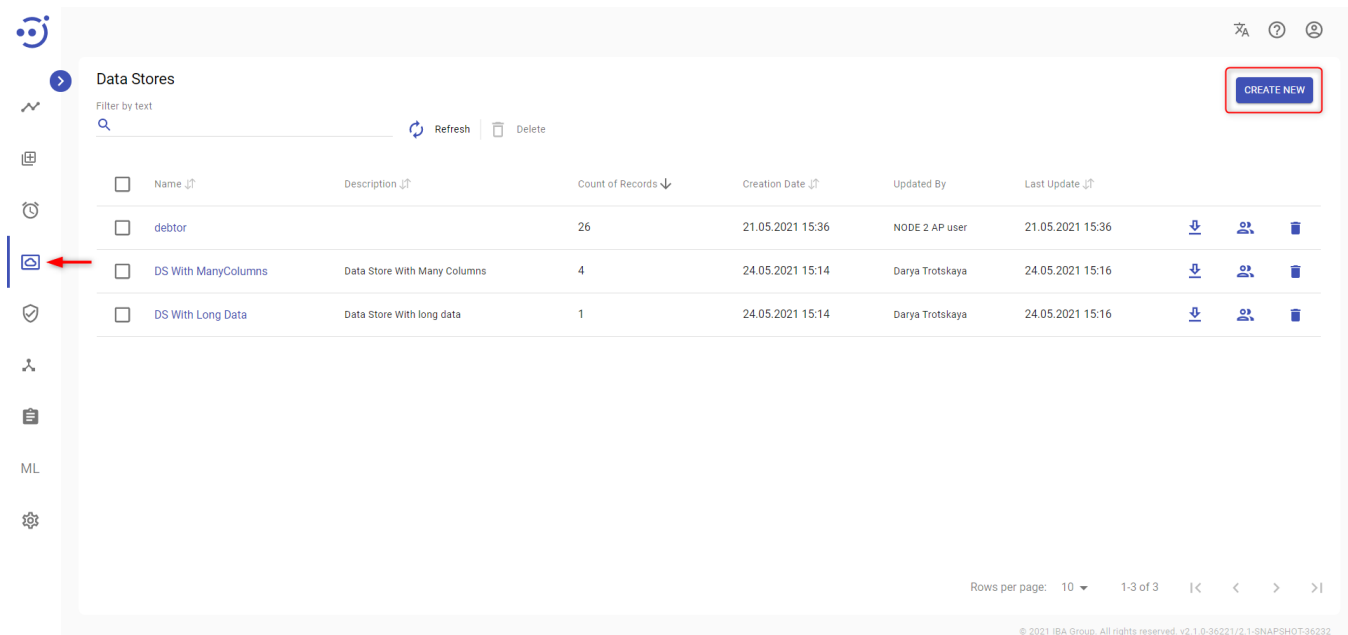 Data Stores
CREATE NEW
Filter by text
Refresh Delete
Name Description Count of Records Creation Date Updated By Last Update
debtor 26 21.05.2021 15:36 NODE 2 AP user 21.05.2021 15:36
DS With ManyColumns Data Store With Many Columns 4 24.05.2021 15:14 Darya Trotskaya 24.05.2021 15:16
DS With Long Data Data Store With long data 1 24.05.2021 15:14 Darya Trotskaya 24.05.2021 15:16
ML
Rows per page: 10 1-3 of 3
© 2021 IBA Group. All rights reserved. v2.1.0-36221/2.1-SNAPSHOT-36232